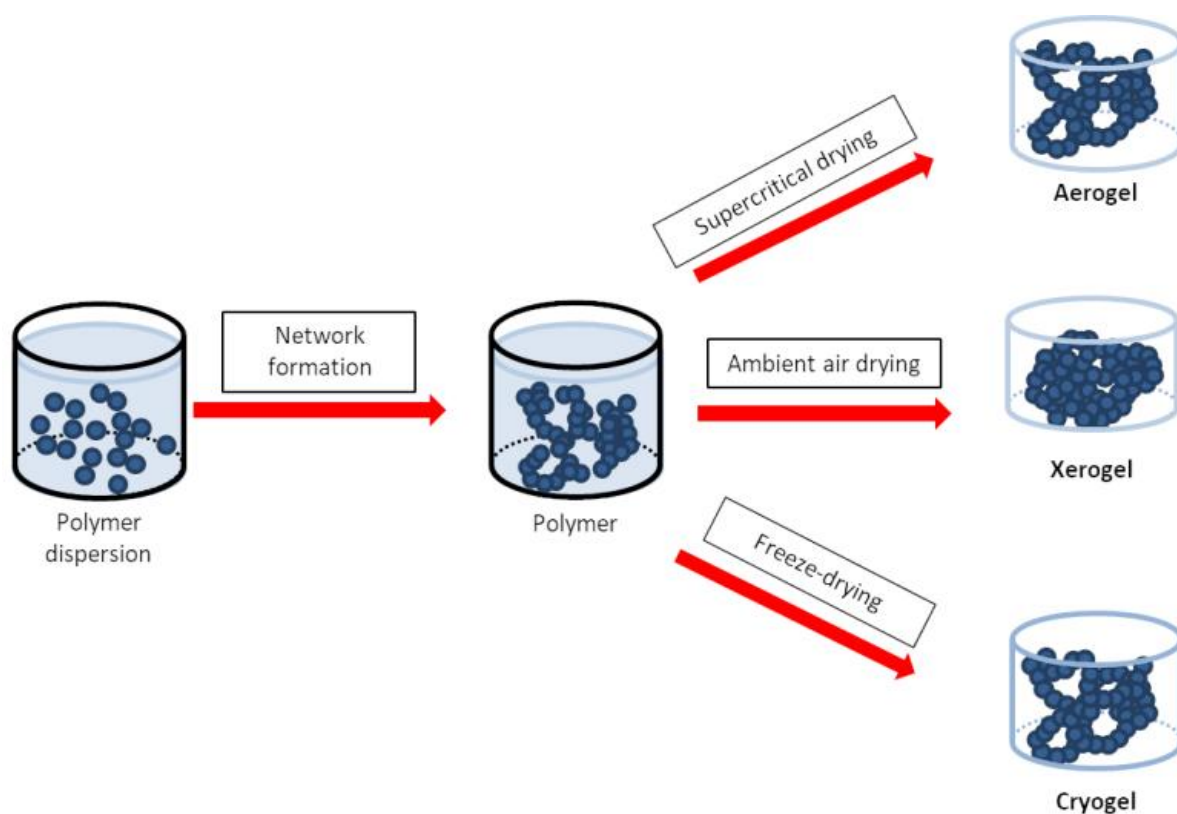 Supercritical drying
Aerogel
Network
formation
Ambient air drying
Polymer
dispersion
Polymer
Xerogel
Freeze-drying
Cryogel